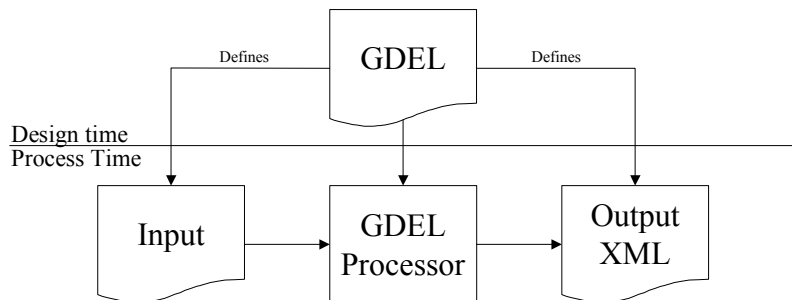 Defines
GDEL
Defines
Design time
Process Time
Input
GDEL
Processor
Output
XML